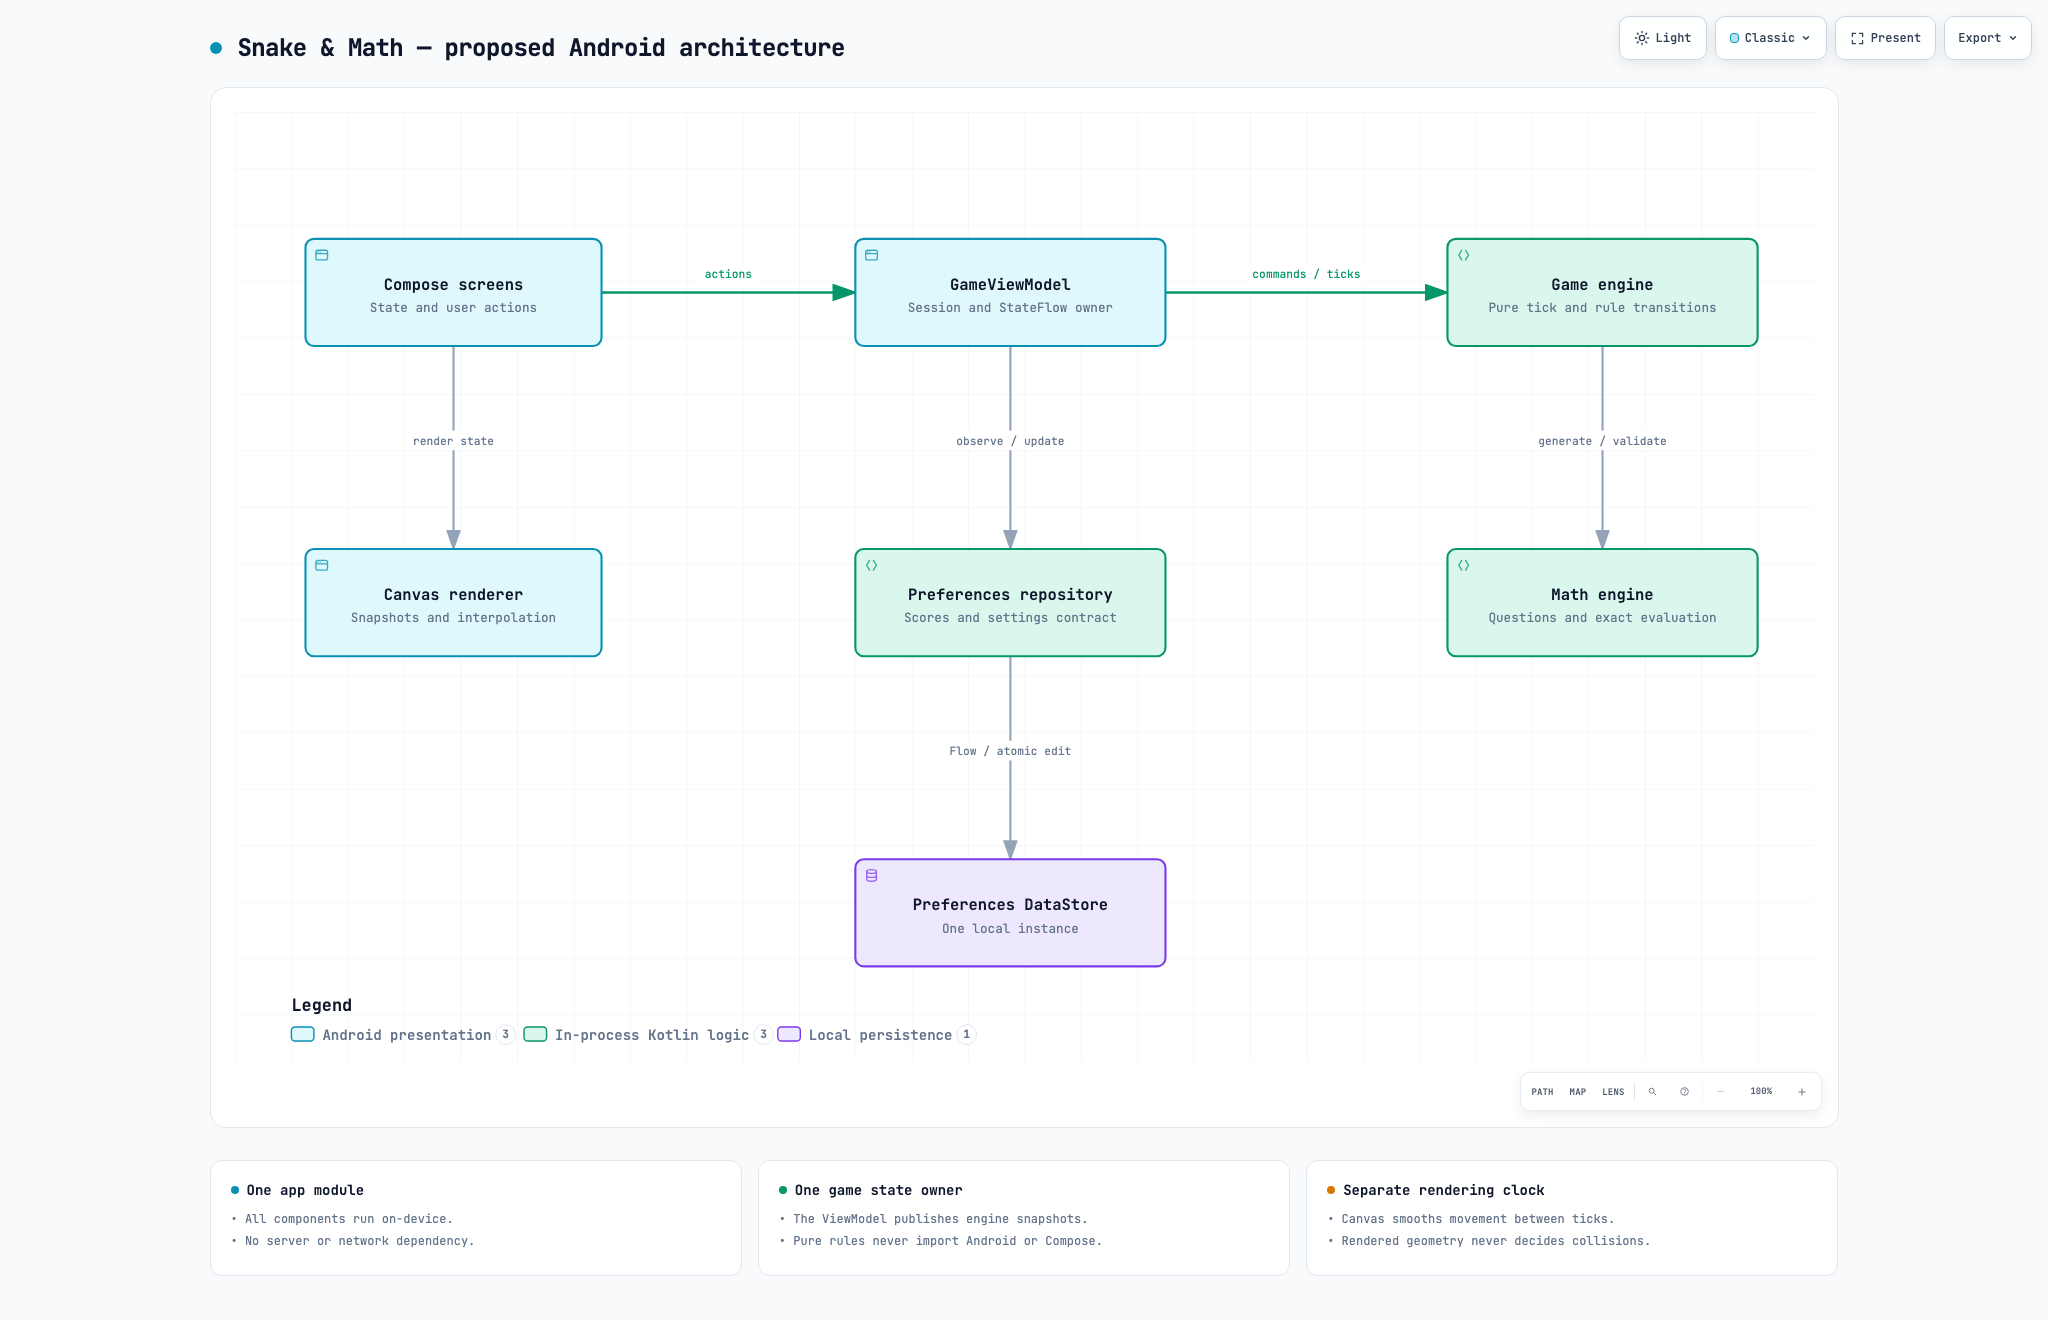 Snake & Math — proposed Android architecture
Light
Classic
Present
Export
Compose screens
State and user actions
actions
GameViewModel
Session and StateFlow owner
commands / ticks
Game engine
Pure tick and rule transitions
render state
observe / update
generate / validate
Canvas renderer
Snapshots and interpolation
Preferences repository
Scores and settings contract
Math engine
Questions and exact evaluation
Flow / atomic edit
Preferences DataStore
One local instance
Legend
Android presentation 3
In-process Kotlin logic 3
Local persistence 1
PATH
MAP
LENS
100%
One app module
• All components run on-device.
• No server or network dependency.
One game state owner
• The ViewModel publishes engine snapshots.
• Pure rules never import Android or Compose.
Separate rendering clock
• Canvas smooths movement between ticks.
• Rendered geometry never decides collisions.